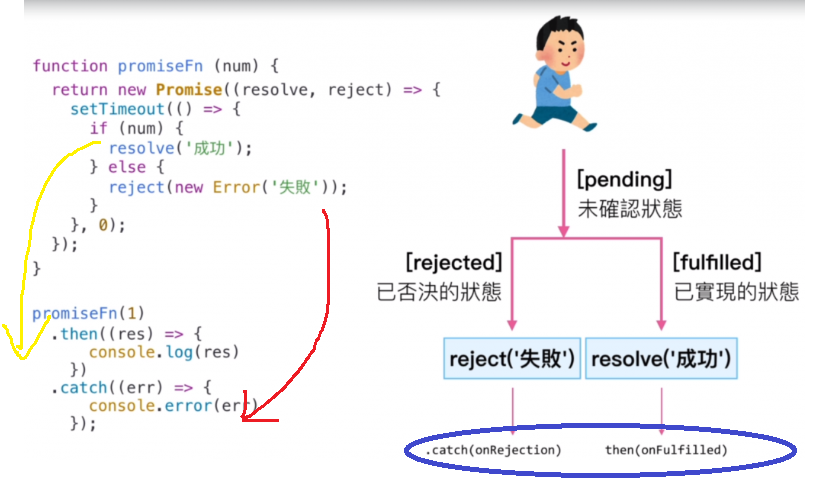 function promiseFn (num) {
return new Promise((resolve, reject) => {
setTimeout(() => {
if (num) {
resolve('成功');
} else {
reject(new Error('失敗'));
}
}, 0);
});
}
promiseFn(1)
.then((res) => {
console.log(res)
})
.catch((err) => {
console.error(err)
});
[pending]
未確認狀態
[rejected]
已否決的狀態
[fulfilled]
已實現的狀態
reject('失敗')
resolve('成功')
.catch(onRejection)
then(onFulfilled)